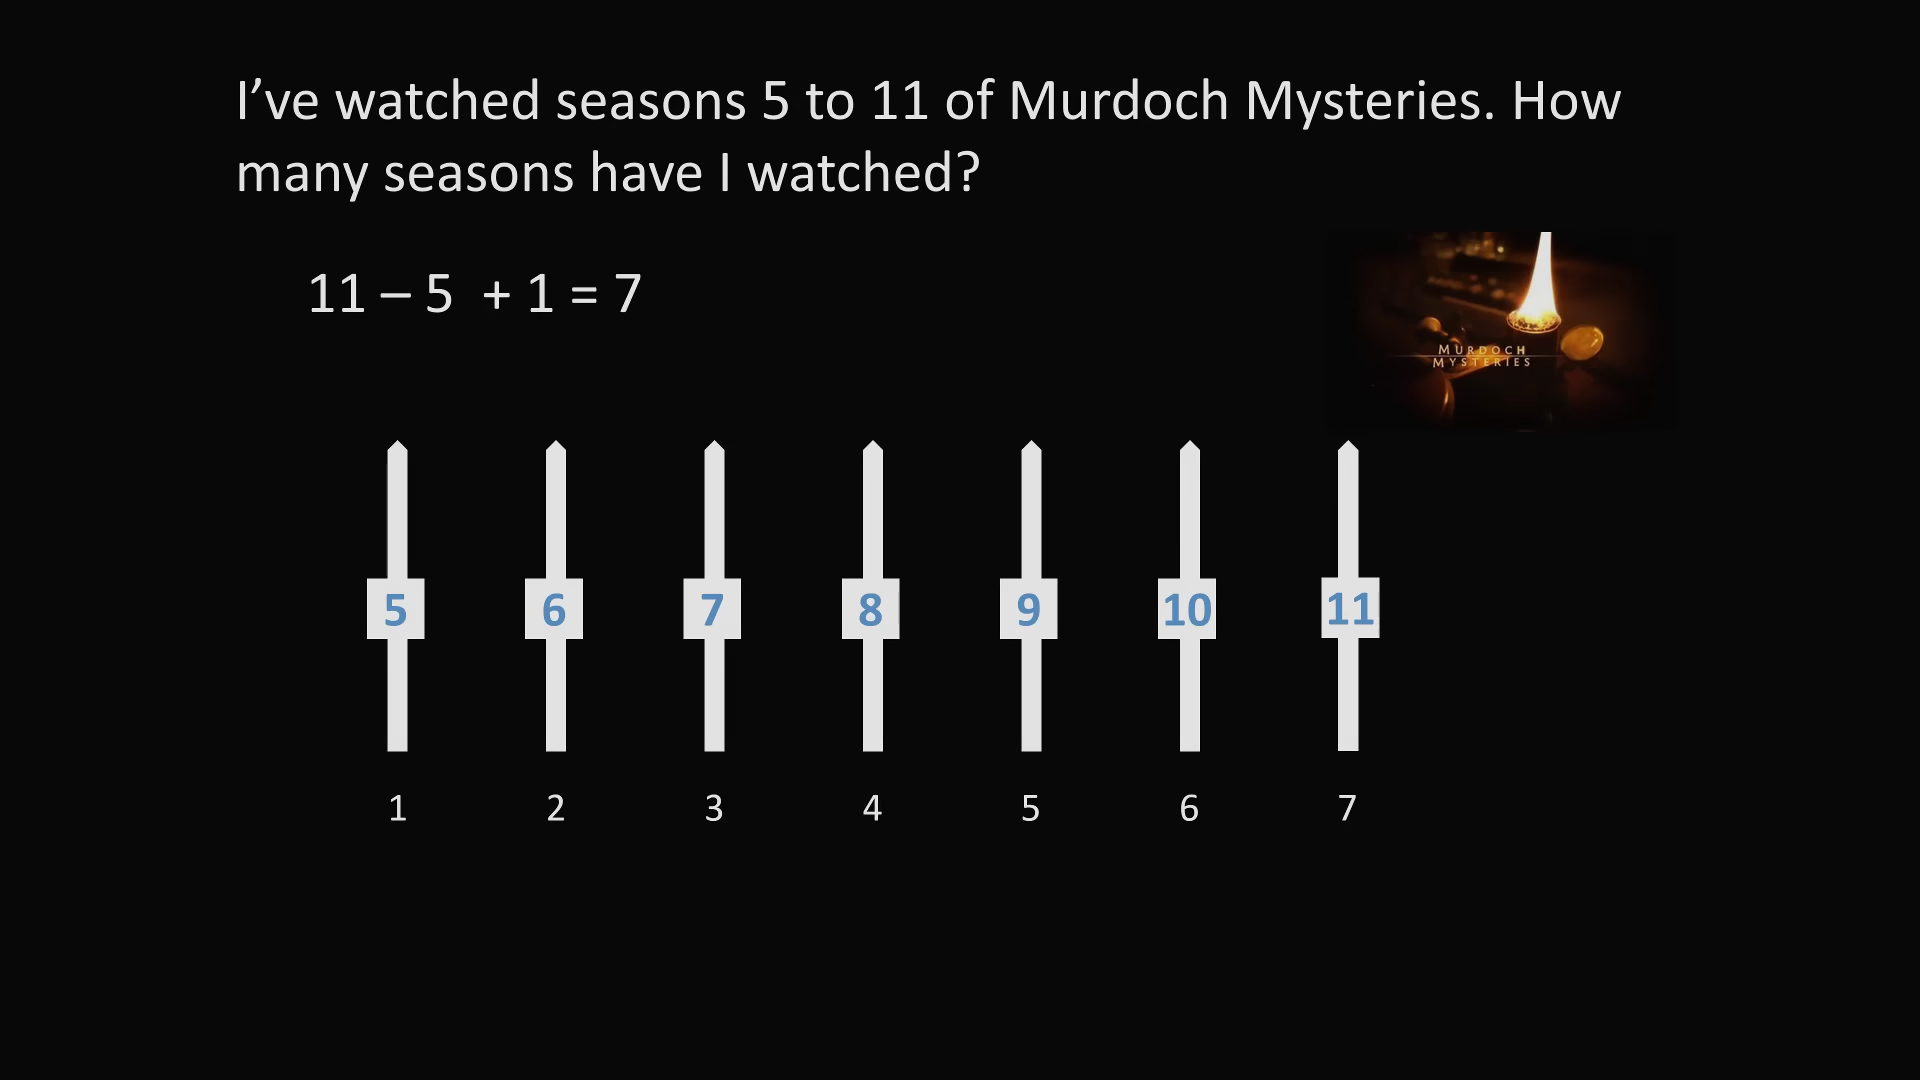 I’ve watched seasons 5 to 11 of Murdoch Mysteries. How
many seasons have I watched?
11 – 5 + 1 = 7
MURDOCH
MYSTERIES
5 6 7 8 9 10 11
1 2 3 4 5 6 7